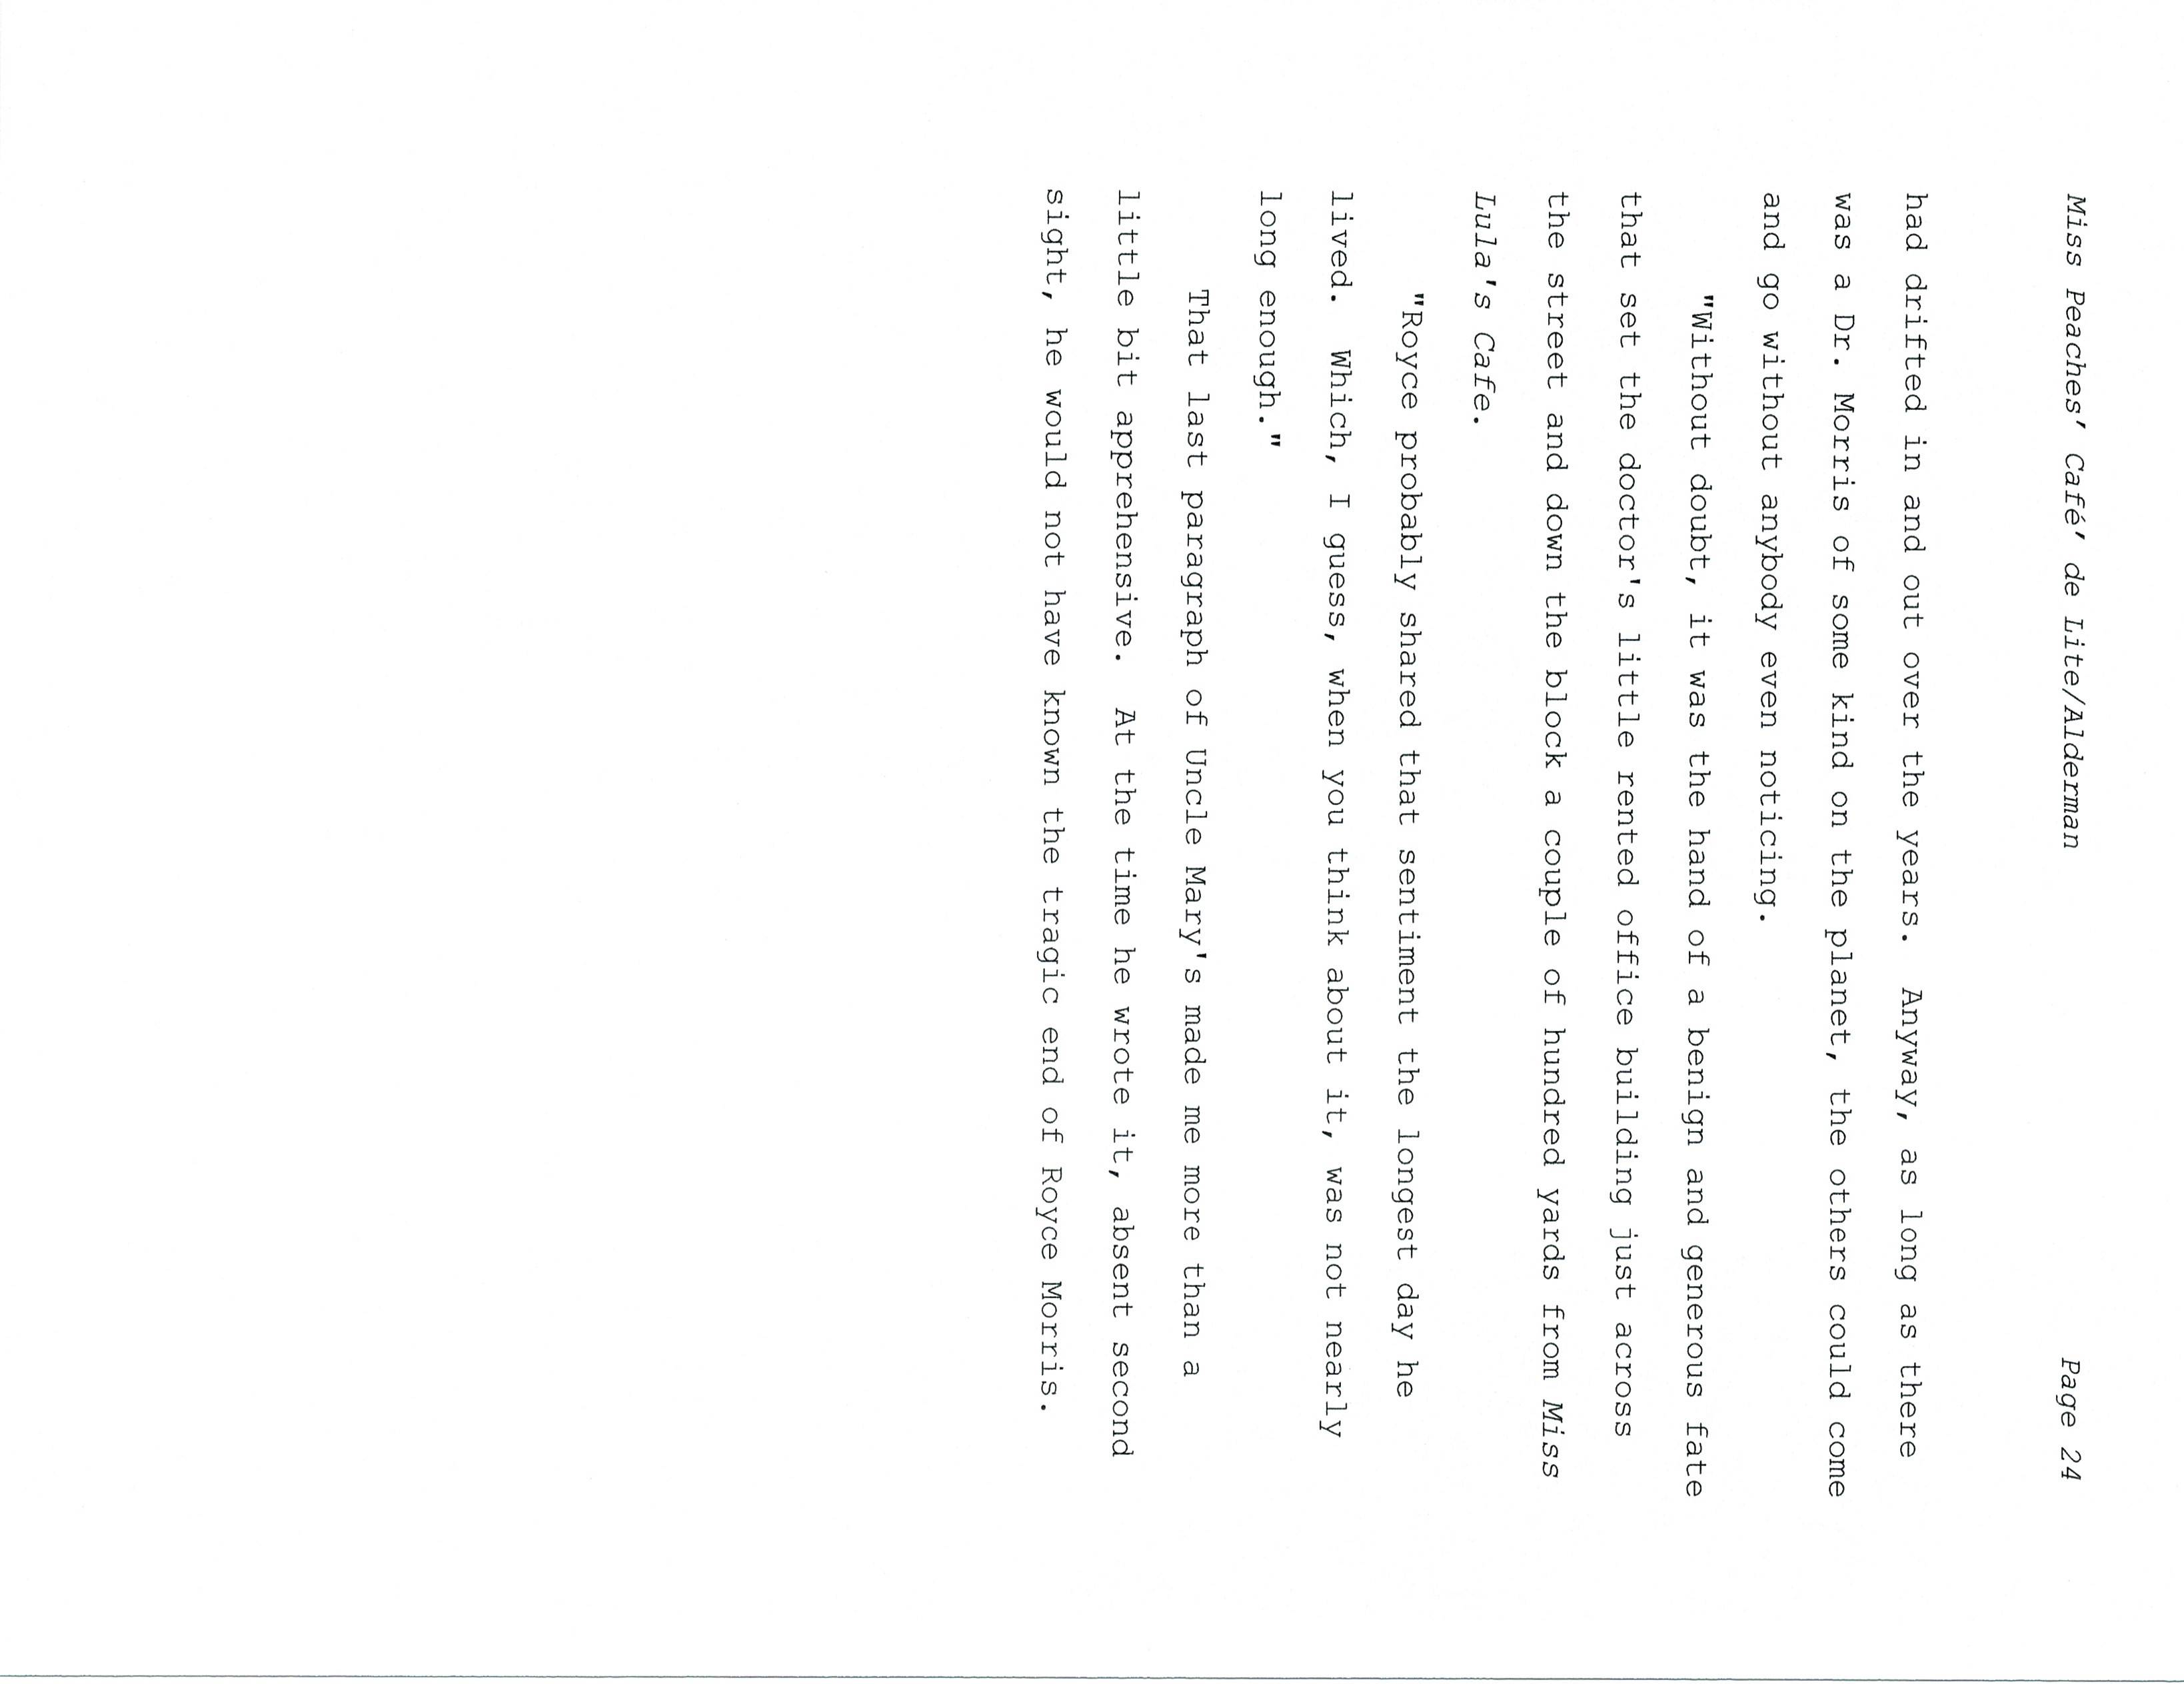 Miss Peaches' Café' de Lite/Alderman Page 24
had drifted in and out over the years.  Anyway, as long as there
was a Dr. Morris of some kind on the planet, the others could come
and go without anybody even noticing.
"Without doubt, it was the hand of a benign and generous fate
that set the doctor's little rented office building just across
the street and down the block a couple of hundred yards from Miss
Lula's Cafe.
"Royce probably shared that sentiment the longest day he
lived.  Which, I guess, when you think about it, was not nearly
long enough."
That last paragraph of Uncle Mary's made me more than a
little bit apprehensive.  At the time he wrote it, absent second
sight, he would not have known the tragic end of Royce Morris.